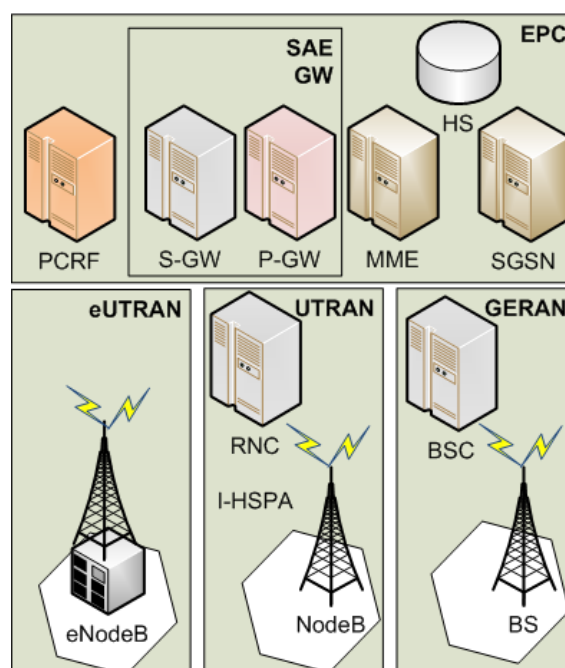 SAE
GW
EPC
HS
PCRF
S-GW
P-GW
MME
SGSN
eUTRAN
UTRAN
GERAN
RNC
BSC
I-HSPA
eNodeB
NodeB
BS